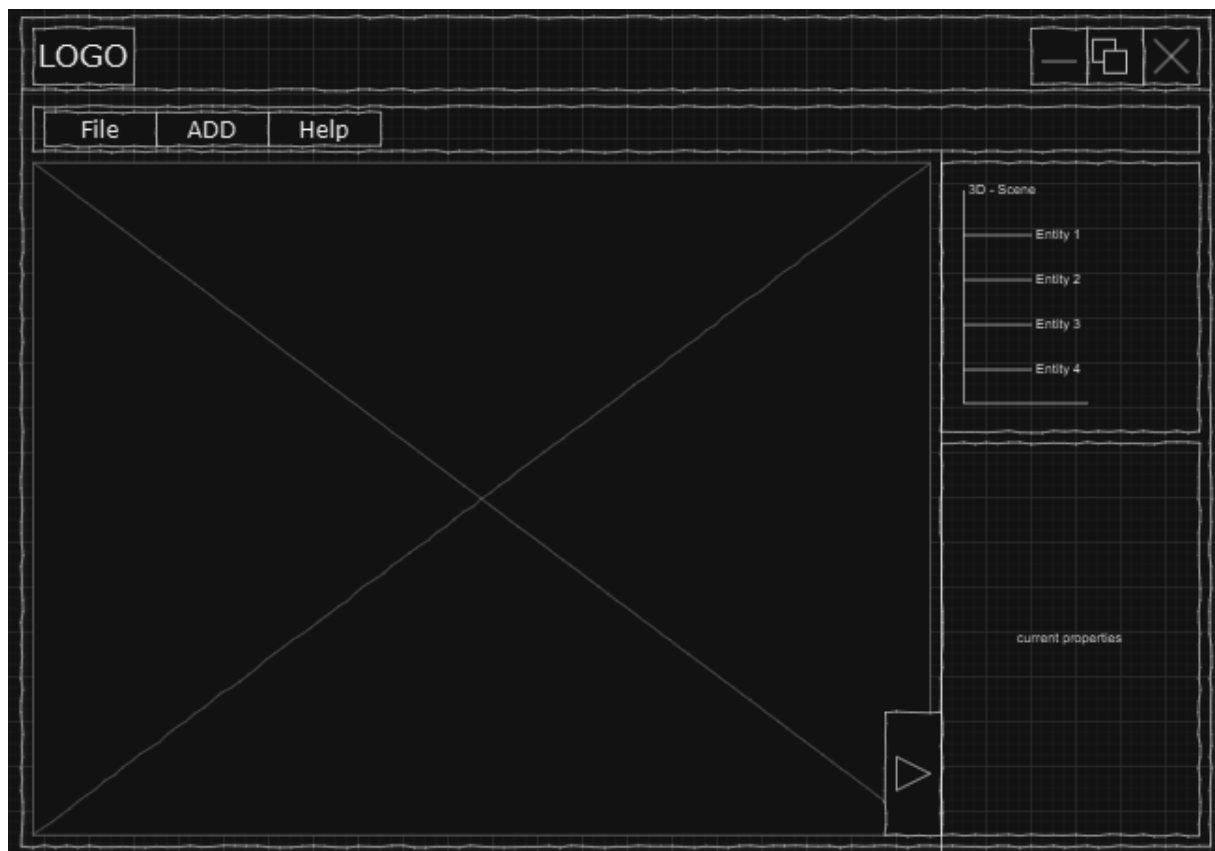 LOGO
File ADD Help
3D - Scene
Entity 1
Entity 2
Entity 3
Entity 4
current properties